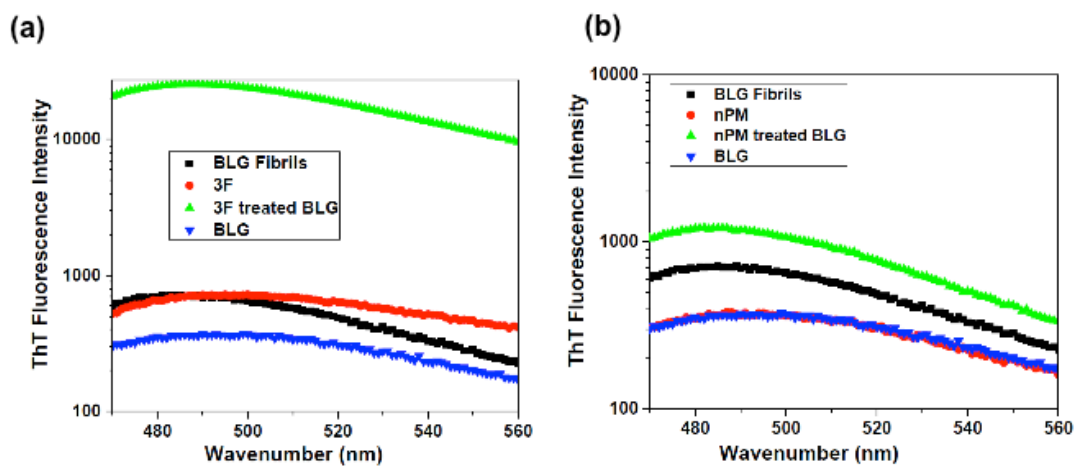 (a)
(b)
ThT Fluorescence Intensity
10000
1000
100
BLG Fibrils
3F
3F treated BLG
BLG
480
500
520
540
560
Wavenumber (nm)
ThT Fluorescence Intensity
10000
1000
100
BLG Fibrils
nPM
nPM treated BLG
BLG
480
500
520
540
560
Wavenumber (nm)